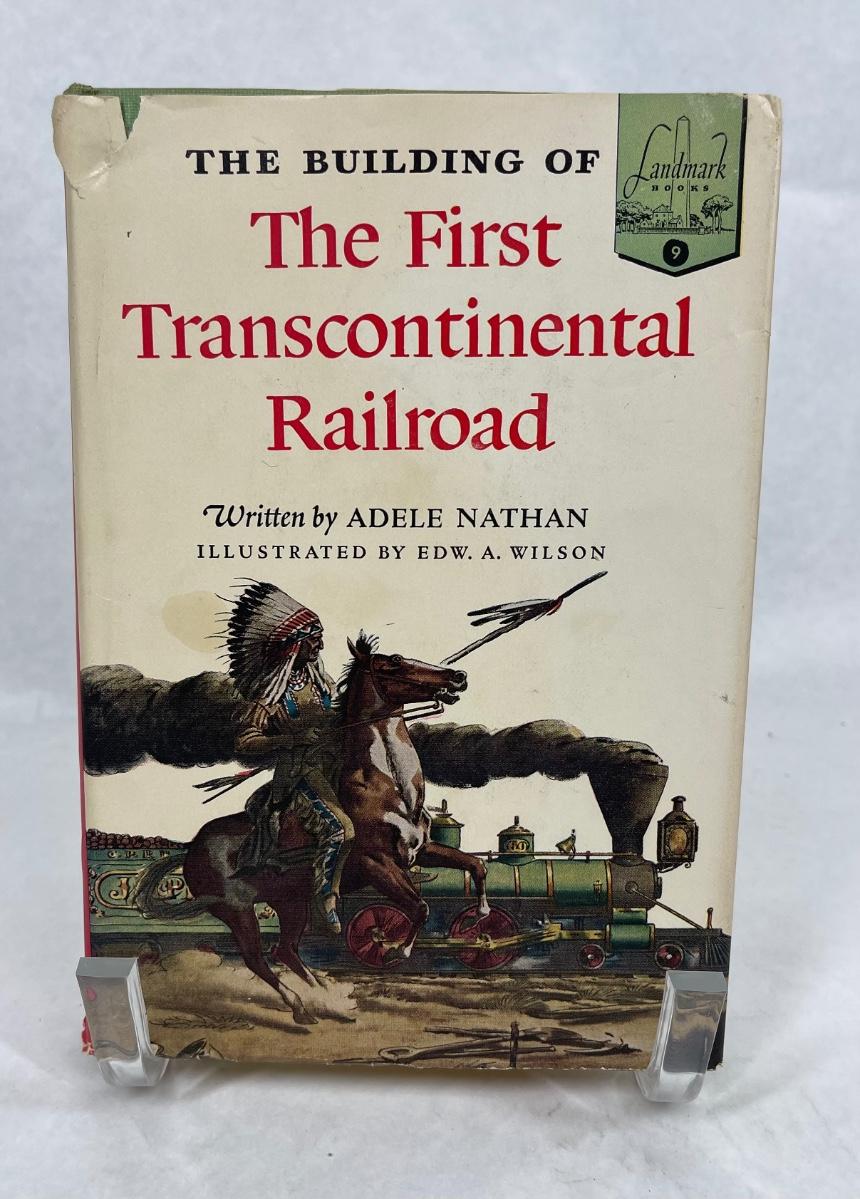 THE BUILDING OF
The First
Transcontinental
Railroad
Landmark
BOOKS
9
Written by ADELE NATHAN
ILLUSTRATED BY EDW. A. WILSON